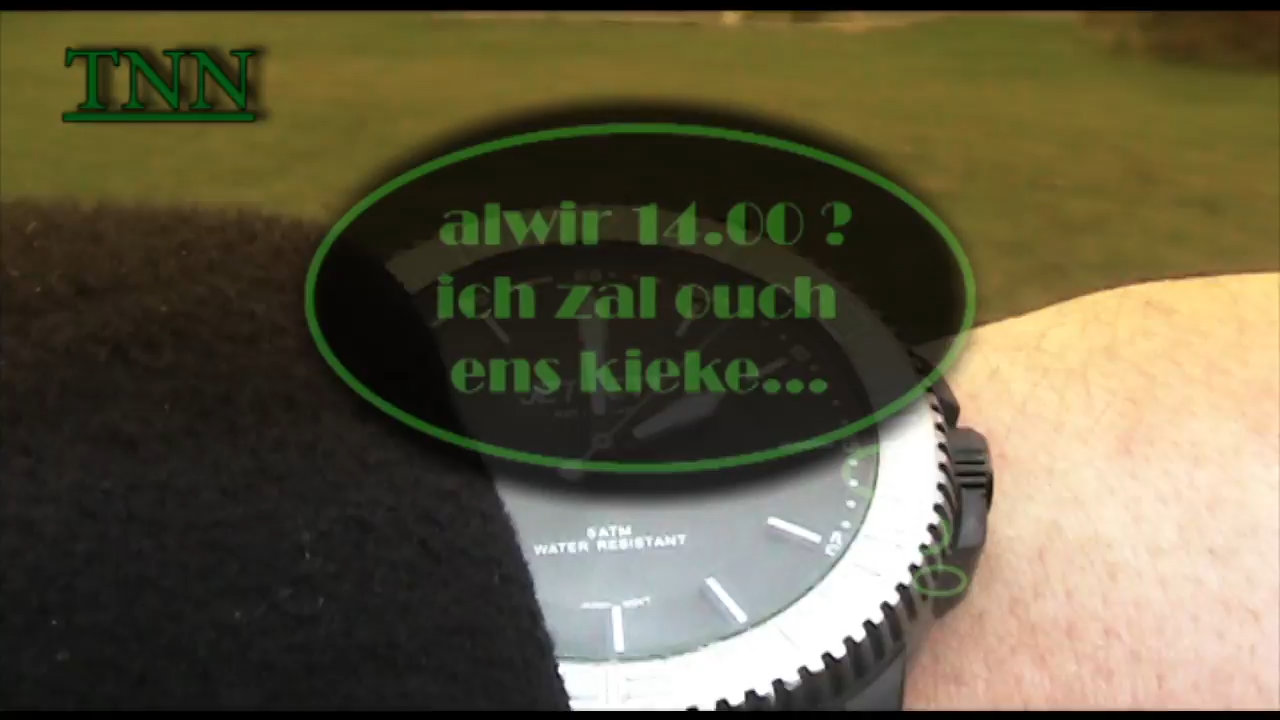 TNN
alwir 14.00 ?
ich zal ouch
ens kieke...
5ATM
WATER RESISTANT